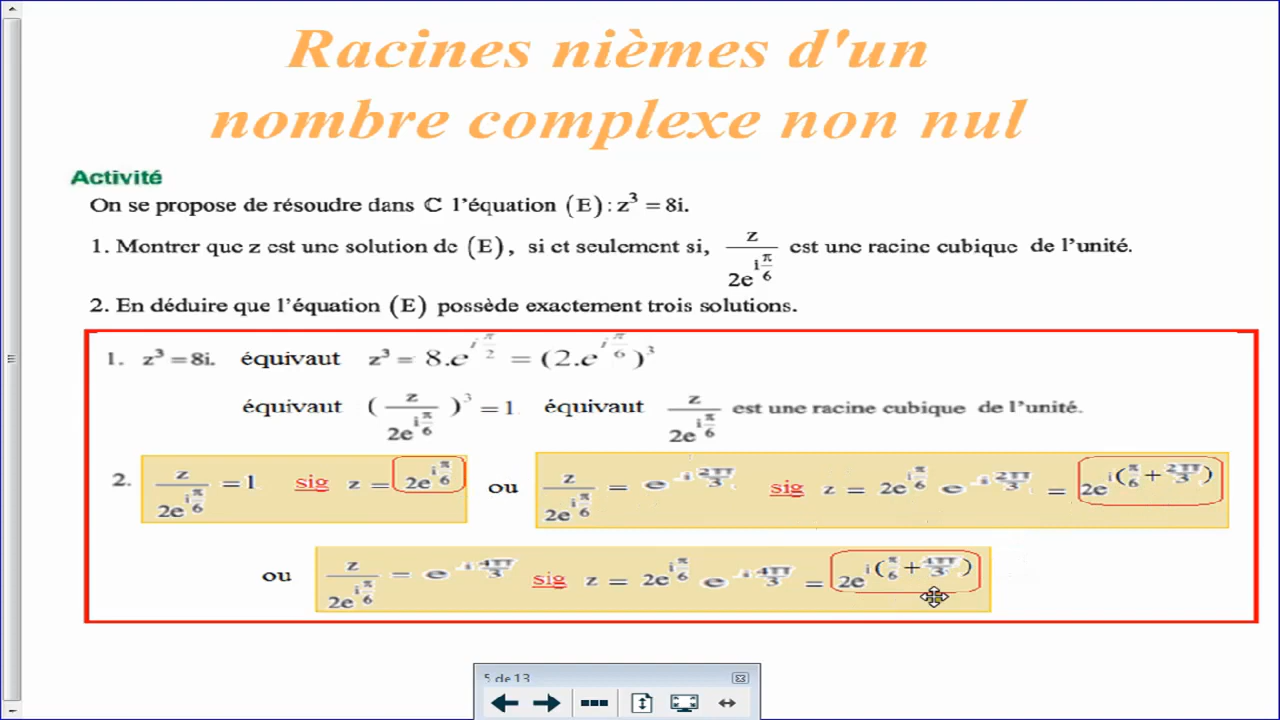 Racines nièmes d'un
nombre complexe non nul
Activité
On se propose de résoudre dans ℂ l'équation (E) : z³ = 8i.
1. Montrer que z est une solution de (E), si et seulement si, z / 2e^{iπ/6} est une racine cubique de l'unité.
2. En déduire que l'équation (E) possède exactement trois solutions.
1. z³ = 8i. équivaut z³ = 8.e^{iπ/2} = (2.e^{iπ/6})³
équivaut (z / 2e^{iπ/6})³ = 1 équivaut z / 2e^{iπ/6} est une racine cubique de l'unité.
2. z / 2e^{iπ/6} = 1 sig z = 2e^{iπ/6} ou z / 2e^{iπ/6} = e^{i2π/3} sig z = 2e^{iπ/6} e^{i2π/3} = 2e^{i(π/6 + 2π/3)}
ou z / 2e^{iπ/6} = e^{i4π/3} sig z = 2e^{iπ/6} e^{i4π/3} = 2e^{i(π/6 + 4π/3)}
5 de 13